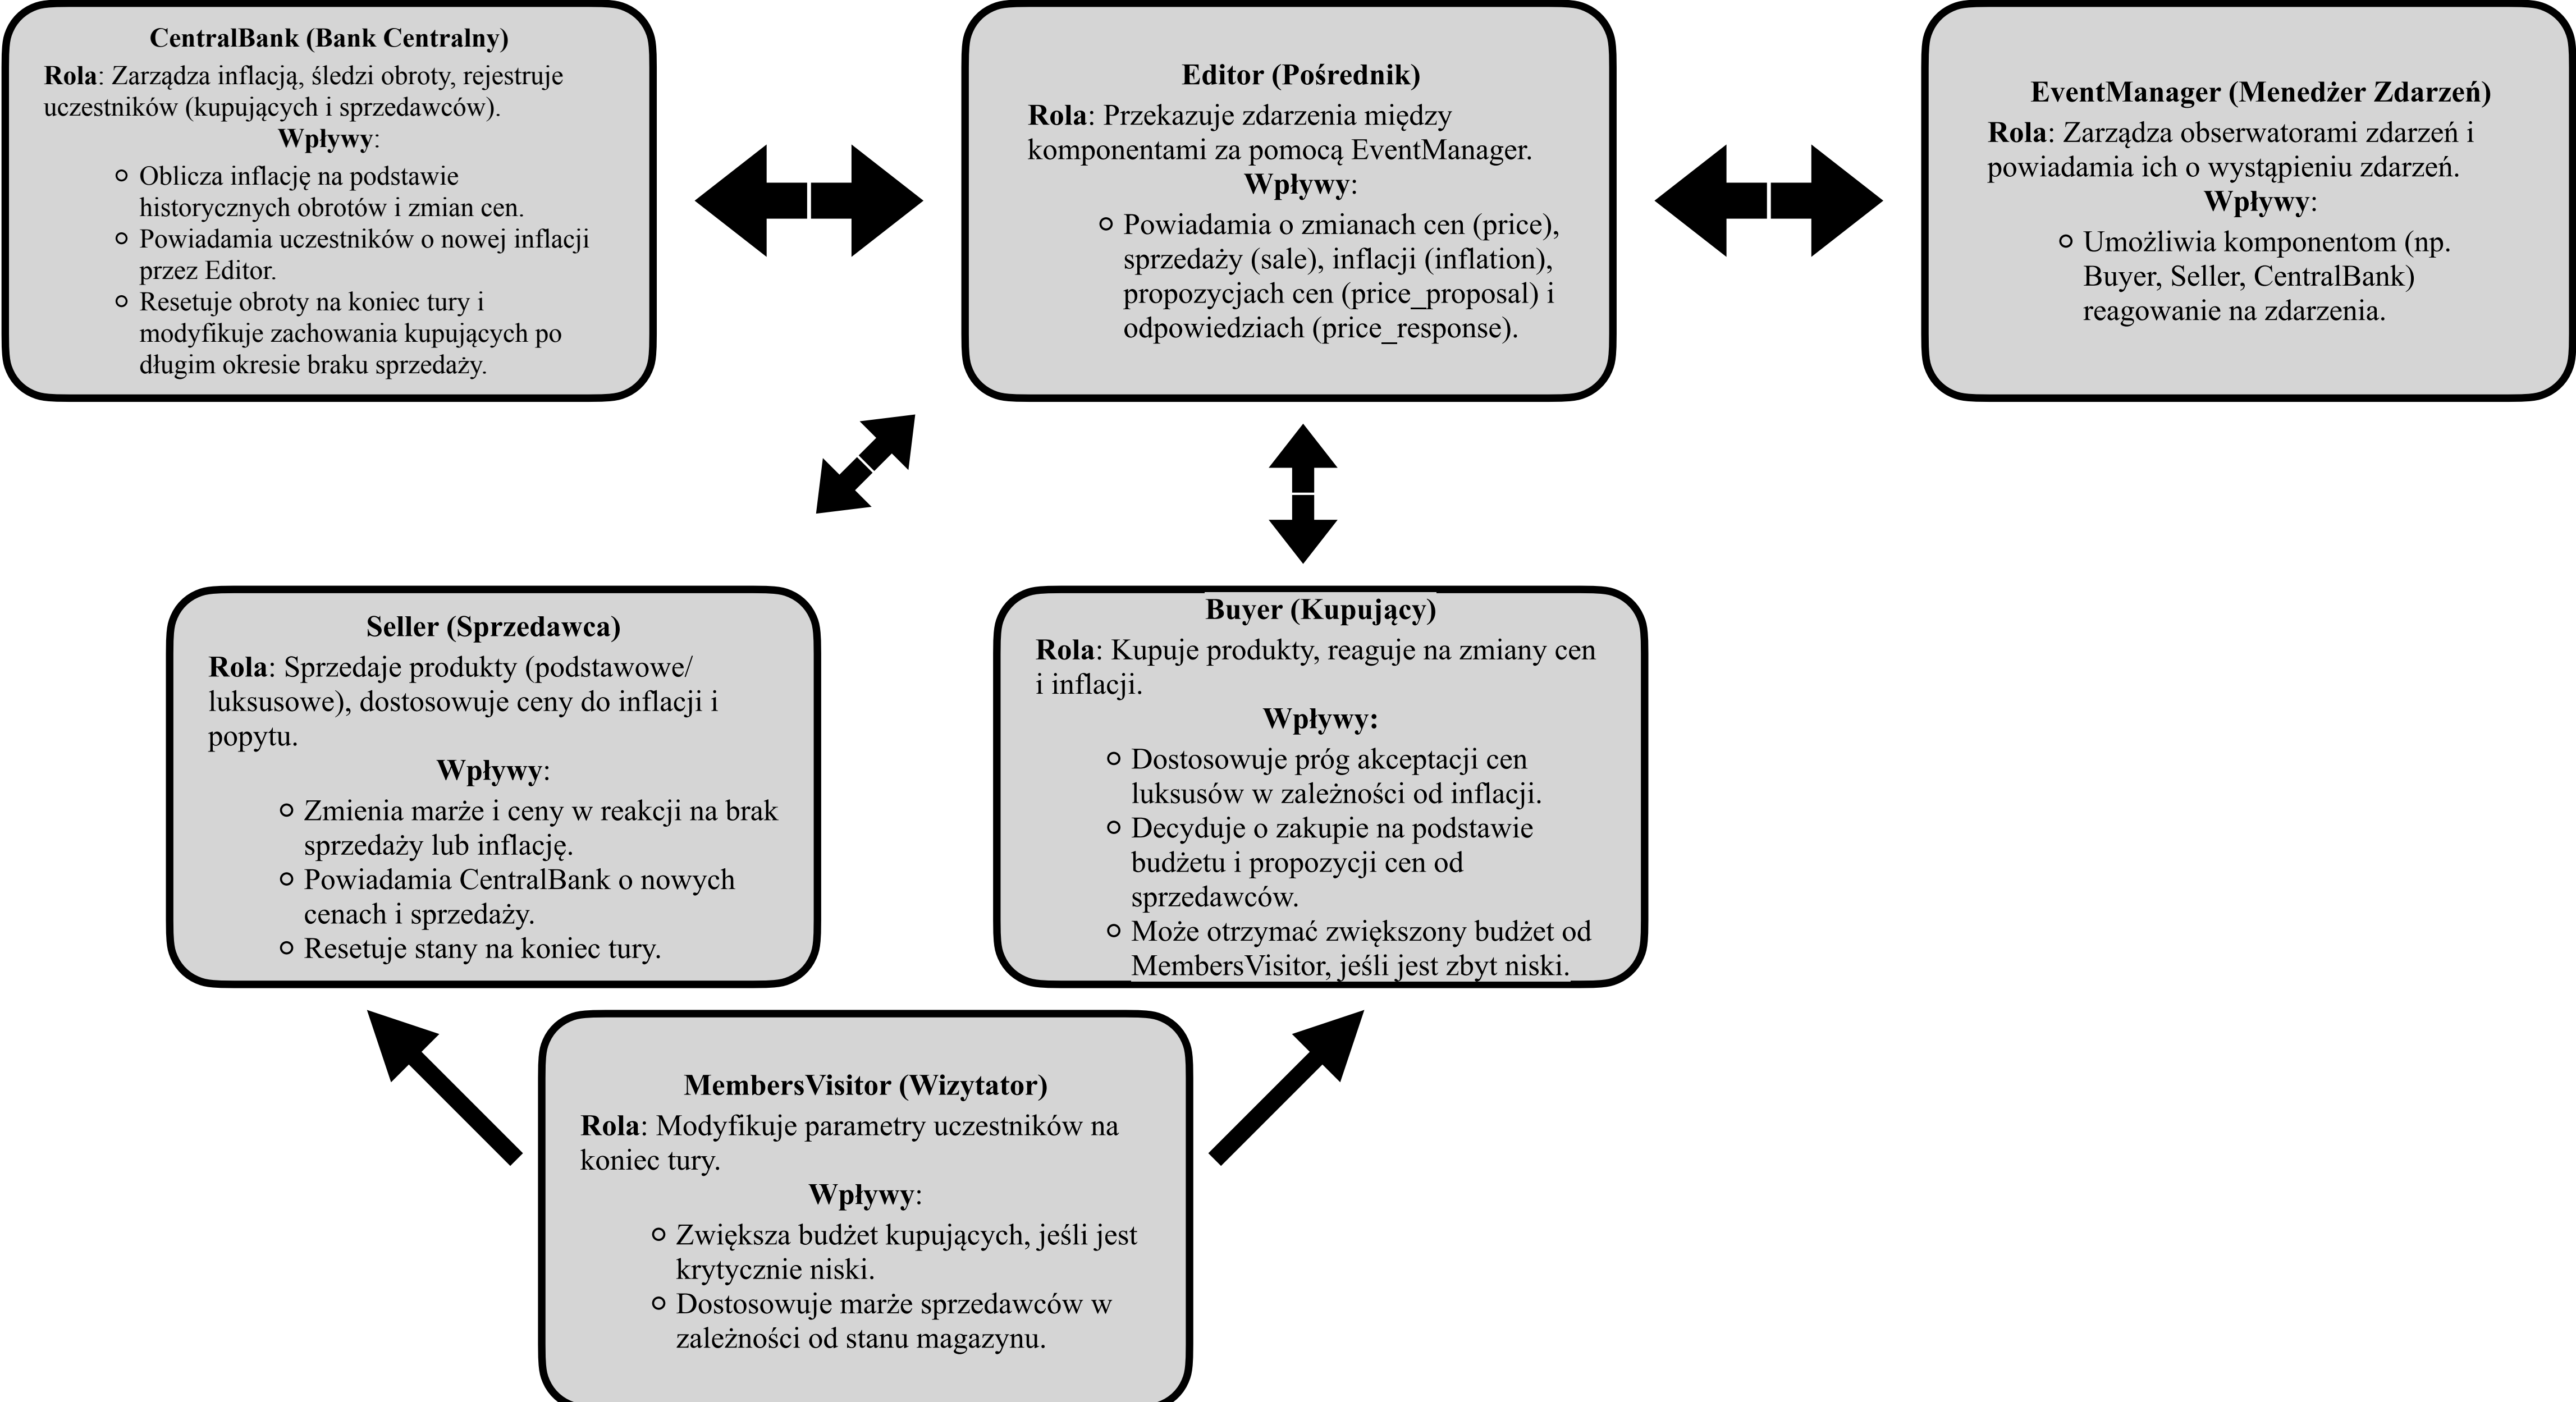 CentralBank (Bank Centralny)
Rola: Zarządza inflacją, śledzi obroty, rejestruje
uczestników (kupujących i sprzedawców).
Wpływy:
Oblicza inflację na podstawie
historycznych obrotów i zmian cen.
Powiadamia uczestników o nowej inflacji
przez Editor.
Resetuje obroty na koniec tury i
modyfikuje zachowania kupujących po
długim okresie braku sprzedaży.
Editor (Pośrednik)
Rola: Przekazuje zdarzenia między
komponentami za pomocą EventManager.
Wpływy:
Powiadamia o zmianach cen (price),
sprzedaży (sale), inflacji (inflation),
propozycjach cen (price_proposal) i
odpowiedziach (price_response).
EventManager (Menedżer Zdarzeń)
Rola: Zarządza obserwatorami zdarzeń i
powiadamia ich o wystąpieniu zdarzeń.
Wpływy:
Umożliwia komponentom (np.
Buyer, Seller, CentralBank)
reagowanie na zdarzenia.
Seller (Sprzedawca)
Rola: Sprzedaje produkty (podstawowe/
luksusowe), dostosowuje ceny do inflacji i
popytu.
Wpływy:
Zmienia marże i ceny w reakcji na brak
sprzedaży lub inflację.
Powiadamia CentralBank o nowych
cenach i sprzedaży.
Resetuje stany na koniec tury.
Buyer (Kupujący)
Rola: Kupuje produkty, reaguje na zmiany cen
i inflacji.
Wpływy:
Dostosowuje próg akceptacji cen
luksusów w zależności od inflacji.
Decyduje o zakupie na podstawie
budżetu i propozycji cen od
sprzedawców.
Może otrzymać zwiększony budżet od
MembersVisitor, jeśli jest zbyt niski.
MembersVisitor (Wizytator)
Rola: Modyfikuje parametry uczestników na
koniec tury.
Wpływy:
Zwiększa budżet kupujących, jeśli jest
krytycznie niski.
Dostosowuje marże sprzedawców w
zależności od stanu magazynu.